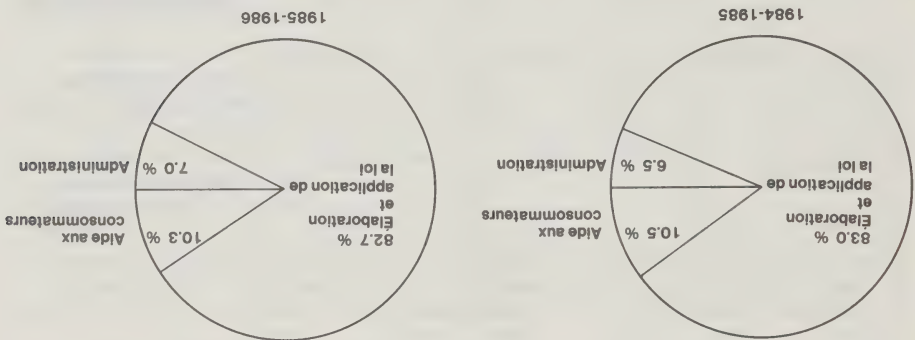 83.0 %
Élaboration
et
application de
la loi
10.5 %
Aide aux
consommateurs
6.5 %
Administration
1984-1985
82.7 %
Élaboration
et
application de
la loi
10.3 %
Aide aux
consommateurs
7.0 %
Administration
1985-1986